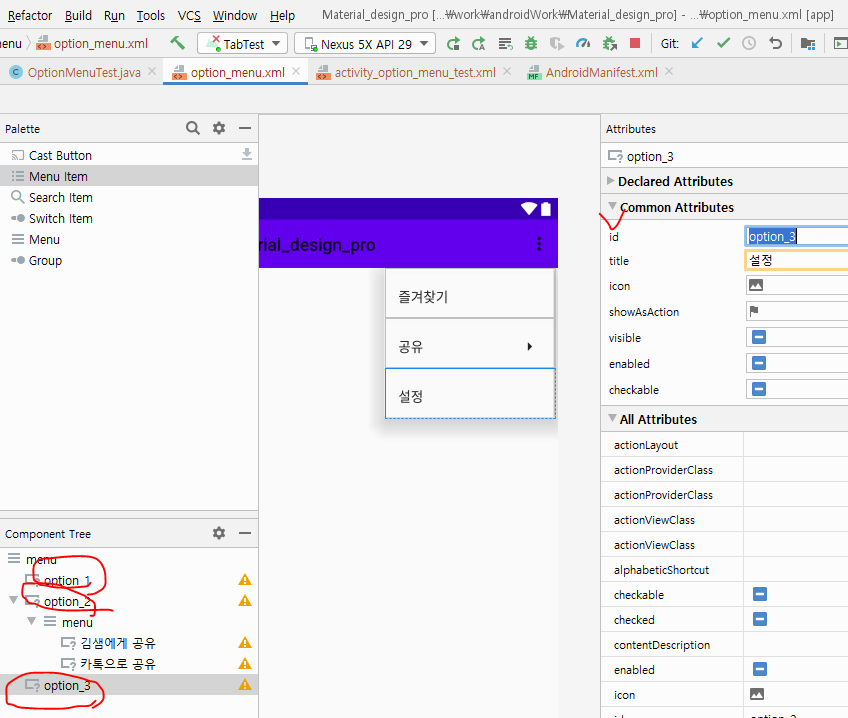 Refactor Build Run Tools VCS Window Help Material_design_pro [...₩work₩androidWork₩Material_design_pro] - ...₩option_menu.xml [app]
enu option_menu.xml TabTest Nexus 5X API 29 Git:
OptionMenuTest.java option_menu.xml activity_option_menu_test.xml AndroidManifest.xml
Palette
Cast Button
Menu Item
Search Item
Switch Item
Menu
Group
rial_design_pro
즐겨찾기
공유
설정
Component Tree
menu
option_1
option_2
menu
김샘에게 공유
카톡으로 공유
option_3
Attributes
option_3
Declared Attributes
Common Attributes
id option_3
title 설정
icon
showAsAction
visible
enabled
checkable
All Attributes
actionLayout
actionProviderClass
actionProviderClass
actionViewClass
actionViewClass
alphabeticShortcut
checkable
checked
contentDescription
enabled
icon